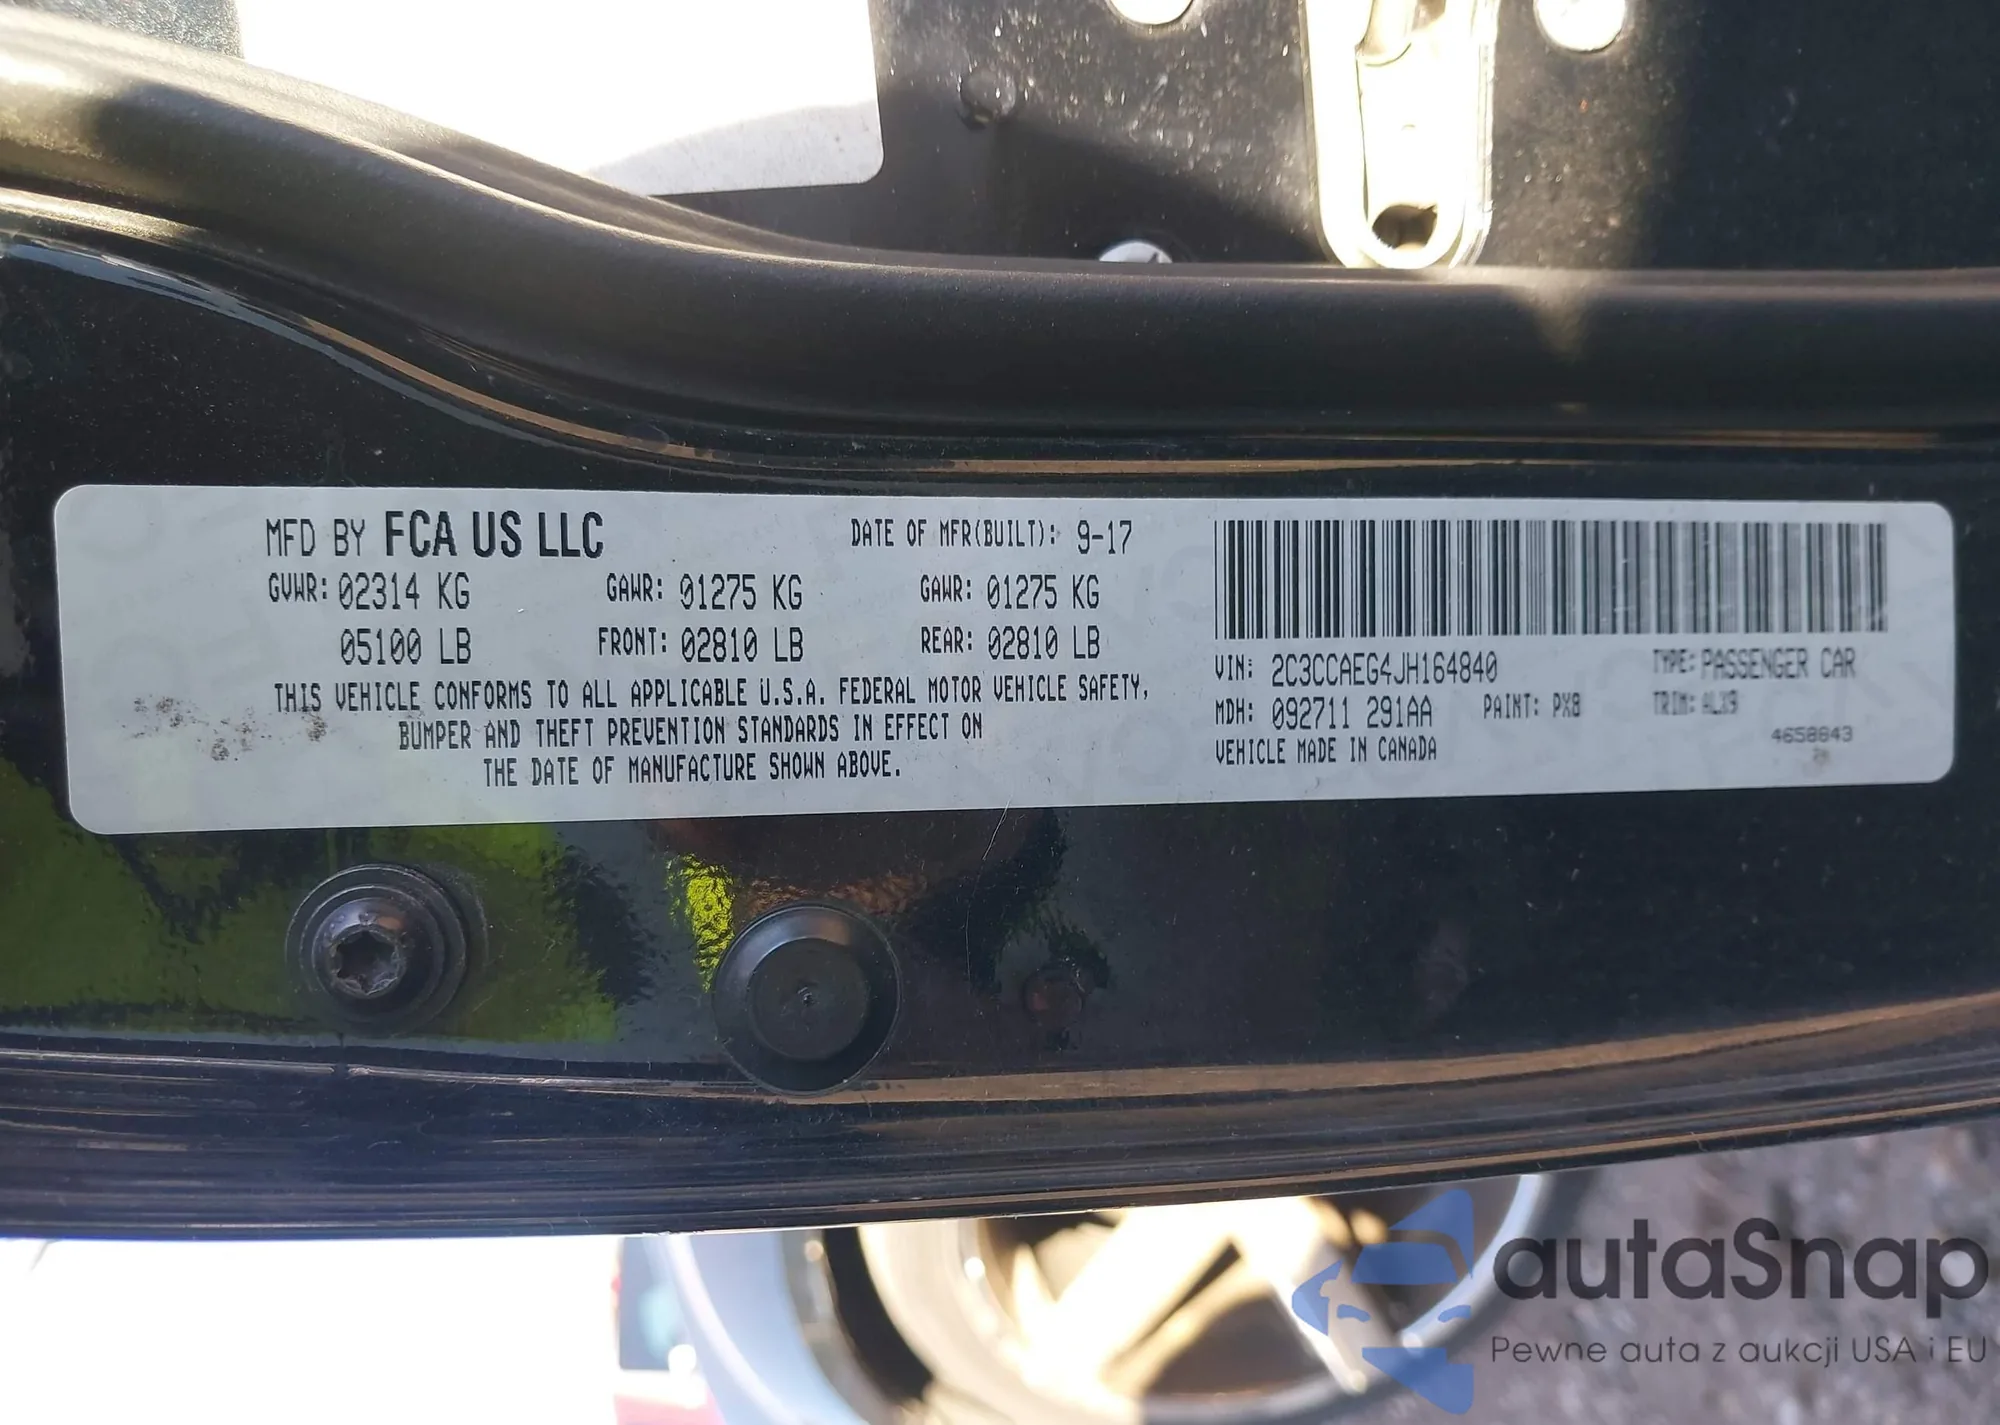 MFD BY FCA US LLC DATE OF MFR(BUILT): 9-17
GVWR: 02314 KG GAWR: 01275 KG GAWR: 01275 KG
05100 LB FRONT: 02810 LB REAR: 02810 LB
THIS VEHICLE CONFORMS TO ALL APPLICABLE U.S.A. FEDERAL MOTOR VEHICLE SAFETY,
BUMPER AND THEFT PREVENTION STANDARDS IN EFFECT ON
THE DATE OF MANUFACTURE SHOWN ABOVE.
VIN: 2C3CCAEG4JH164840 TYPE: PASSENGER CAR
MDH: 092711 291AA PAINT: PX8 TRIM: ALX9
VEHICLE MADE IN CANADA 4658643
autaSnap
Pewne auta z aukcji USA i EU